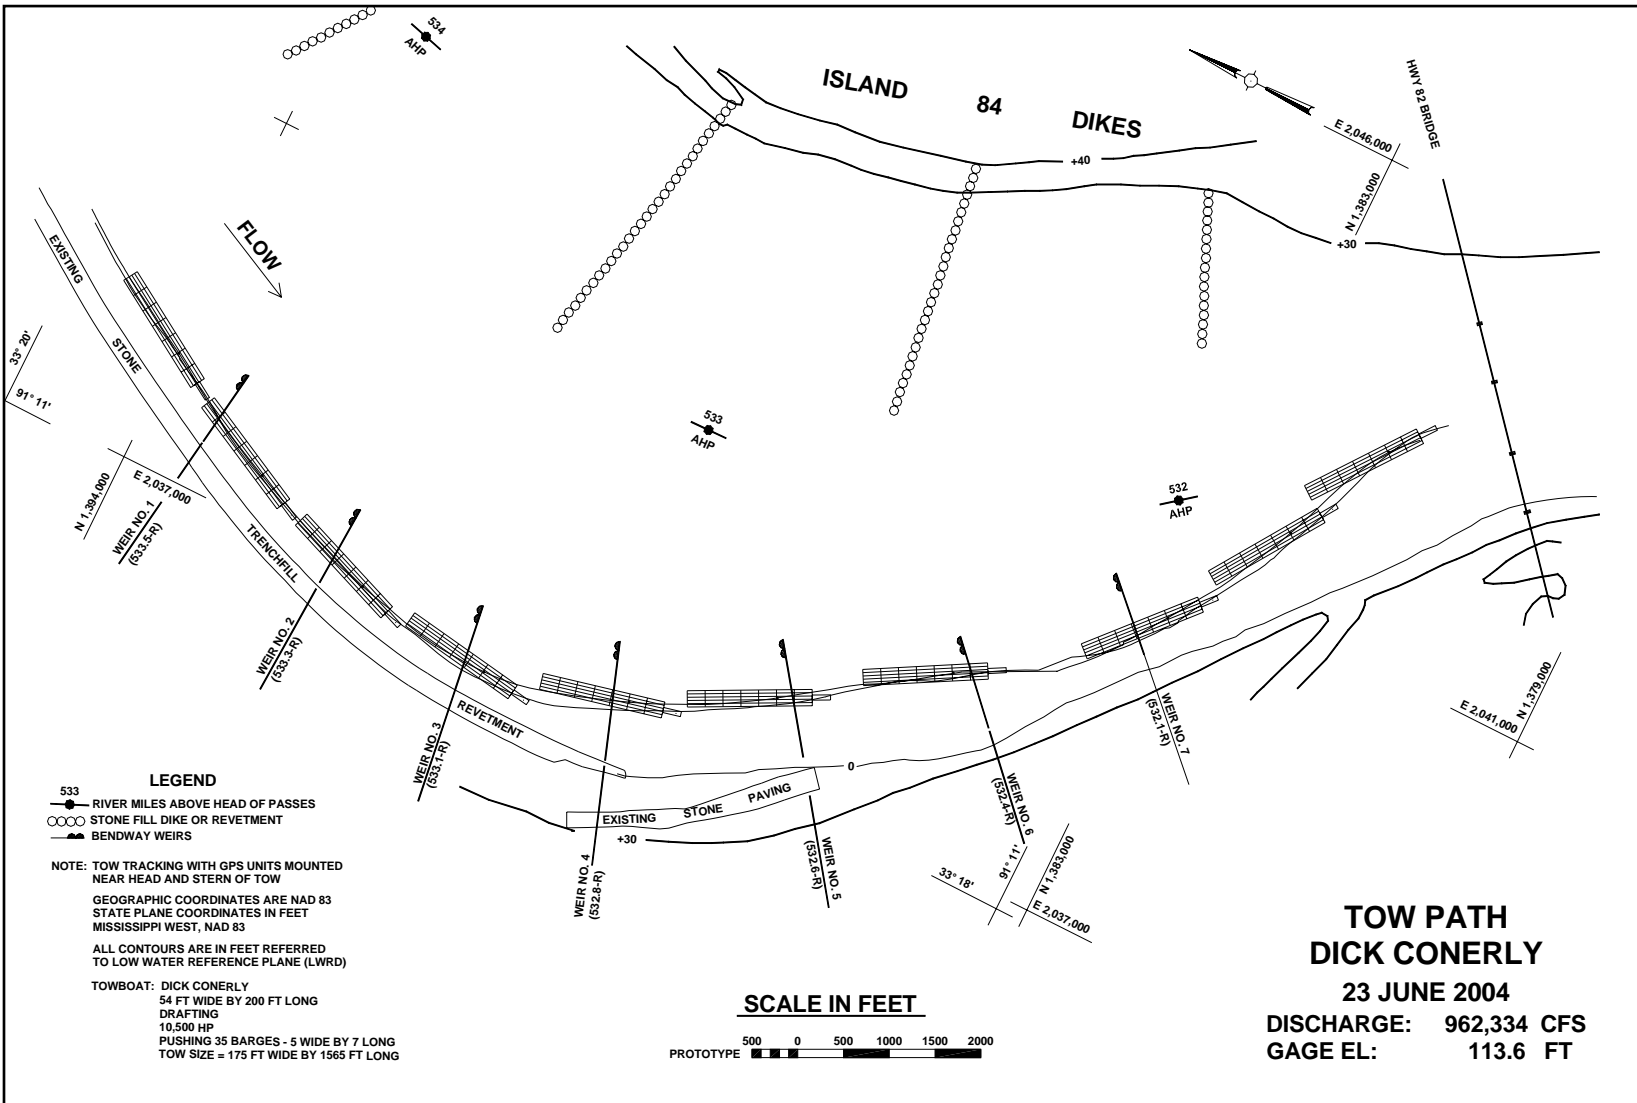 534
AHP
ISLAND 84 DIKES
+40
+30
HWY 82 BRIDGE
E 2,046,000
N 1,383,000
FLOW
EXISTING
STONE
TRENCHFILL
REVETMENT
33° 20'
91° 11'
N 1,394,000
E 2,037,000
WEIR NO. 1
(533.5-R)
WEIR NO. 2
(533.3-R)
WEIR NO. 3
(533.1-R)
WEIR NO. 4
(532.8-R)
WEIR NO. 5
(532.6-R)
WEIR NO. 6
(532.4-R)
WEIR NO. 7
(532.1-R)
533
AHP
532
AHP
0
EXISTING STONE PAVING
+30
33° 18'
91° 11'
N 1,383,000
E 2,037,000
E 2,041,000
N 1,379,000
LEGEND
533
RIVER MILES ABOVE HEAD OF PASSES
STONE FILL DIKE OR REVETMENT
BENDWAY WEIRS
NOTE: TOW TRACKING WITH GPS UNITS MOUNTED
NEAR HEAD AND STERN OF TOW
GEOGRAPHIC COORDINATES ARE NAD 83
STATE PLANE COORDINATES IN FEET
MISSISSIPPI WEST, NAD 83
ALL CONTOURS ARE IN FEET REFERRED
TO LOW WATER REFERENCE PLANE (LWRD)
TOWBOAT: DICK CONERLY
54 FT WIDE BY 200 FT LONG
DRAFTING
10,500 HP
PUSHING 35 BARGES - 5 WIDE BY 7 LONG
TOW SIZE = 175 FT WIDE BY 1565 FT LONG
SCALE IN FEET
PROTOTYPE 500 0 500 1000 1500 2000
TOW PATH
DICK CONERLY
23 JUNE 2004
DISCHARGE: 962,334 CFS
GAGE EL: 113.6 FT